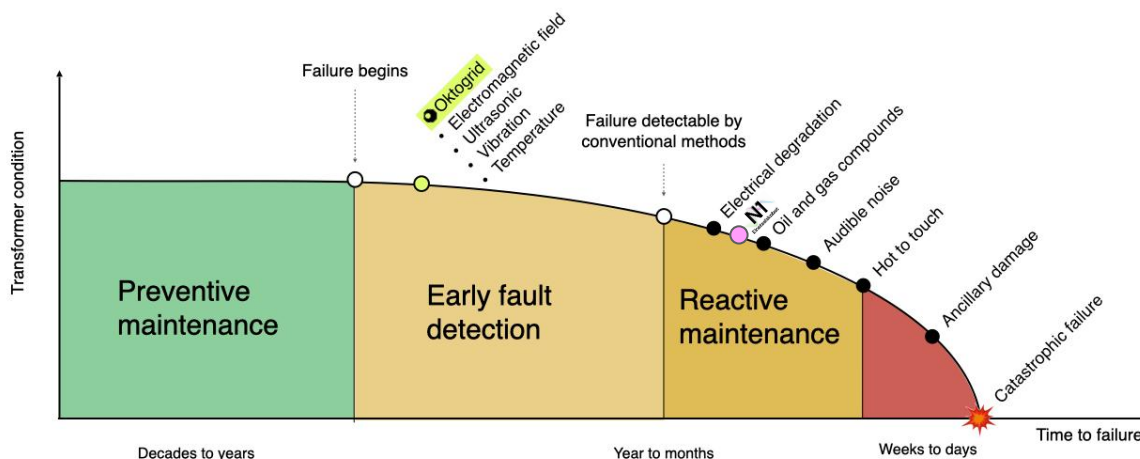 Failure begins
Oktogrid
• Electromagnetic field
• Ultrasonic
• Vibration
• Temperature
Failure detectable by
conventional methods
Electrical degradation
N1
Oil and gas compounds
Audible noise
Hot to touch
Ancillary damage
Catastrophic failure
Transformer condition
Preventive
maintenance
Early fault
detection
Reactive
maintenance
Time to failure
Decades to years
Year to months
Weeks to days